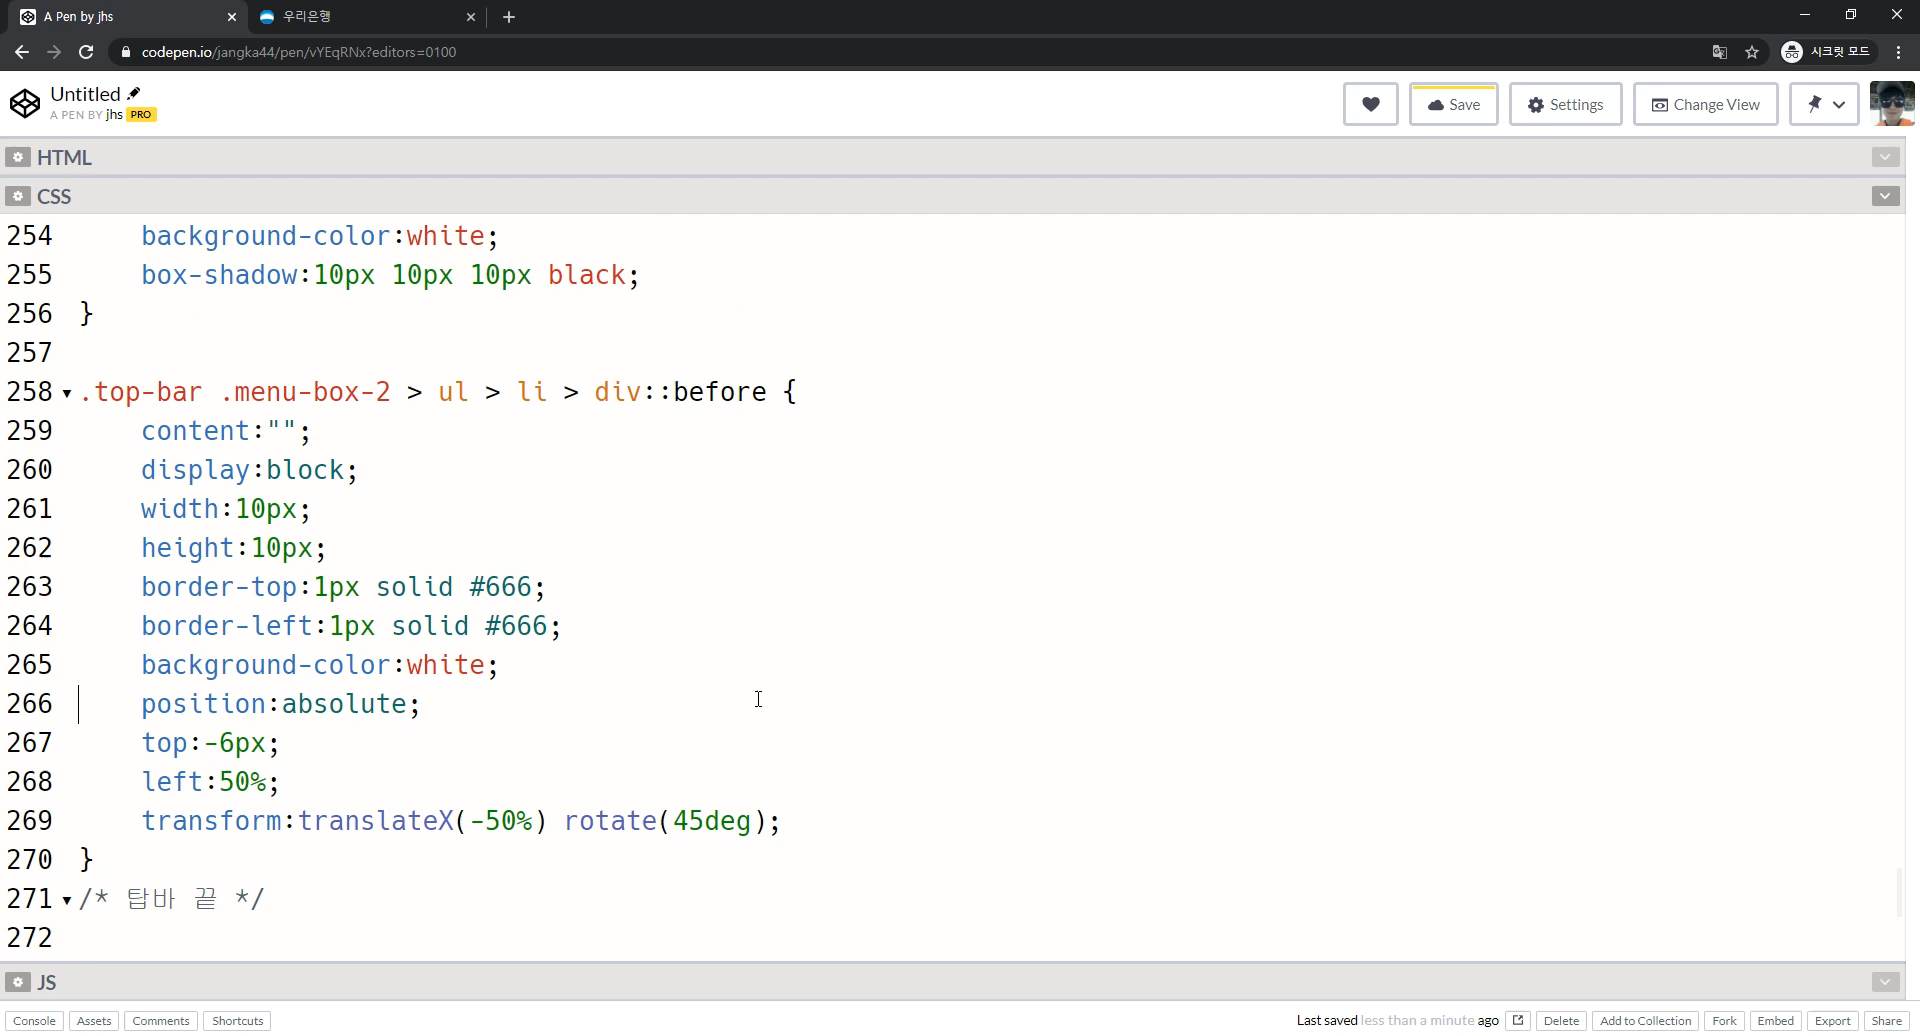 A Pen by jhs
우리은행
codepen.io/jangka44/pen/vYEqRNx?editors=0100
시크릿 모드
Untitled
A PEN BY jhs PRO
Save
Settings
Change View
HTML
CSS
254 background-color:white;
255 box-shadow:10px 10px 10px black;
256 }
257
258 .top-bar .menu-box-2 > ul > li > div::before {
259 content:"";
260 display:block;
261 width:10px;
262 height:10px;
263 border-top:1px solid #666;
264 border-left:1px solid #666;
265 background-color:white;
266 position:absolute;
267 top:-6px;
268 left:50%;
269 transform:translateX(-50%) rotate(45deg);
270 }
271 /* 탑바 끝 */
272
JS
Console Assets Comments Shortcuts Last saved less than a minute ago Delete Add to Collection Fork Embed Export Share